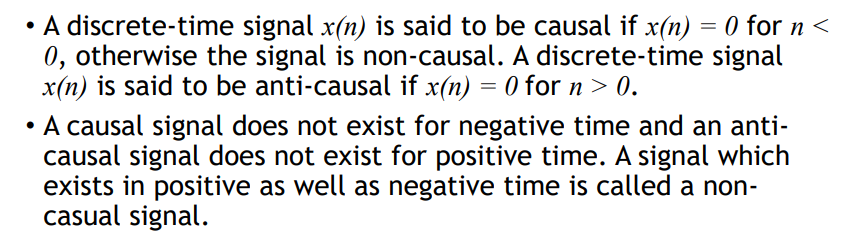 • A discrete-time signal x(n) is said to be causal if x(n) = 0 for n <
0, otherwise the signal is non-causal. A discrete-time signal
x(n) is said to be anti-causal if x(n) = 0 for n > 0.
• A causal signal does not exist for negative time and an anti-
causal signal does not exist for positive time. A signal which
exists in positive as well as negative time is called a non-
casual signal.